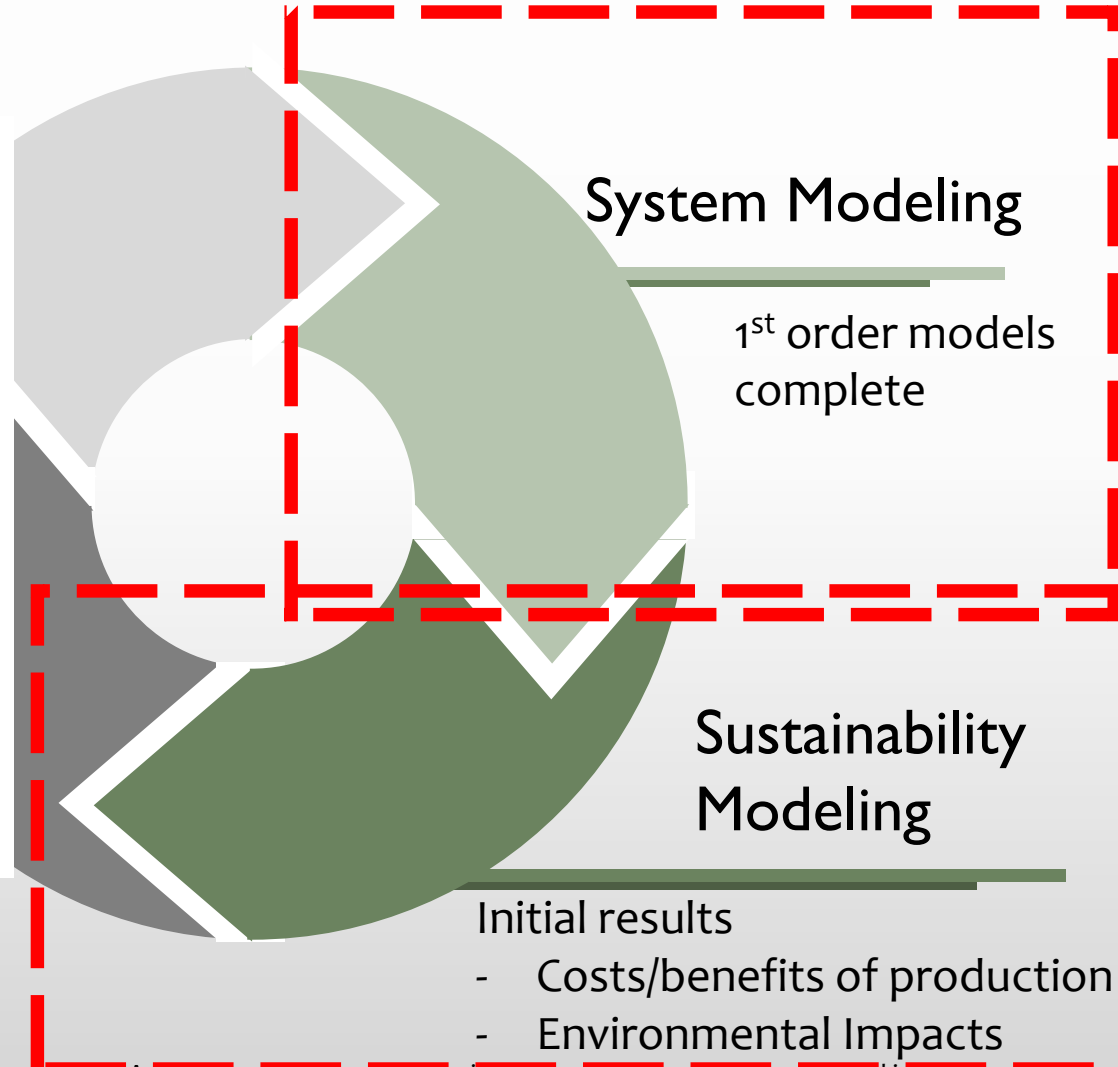 System Modeling
1st order models
complete
Sustainability
Modeling
Initial results
- Costs/benefits of production
- Environmental Impacts